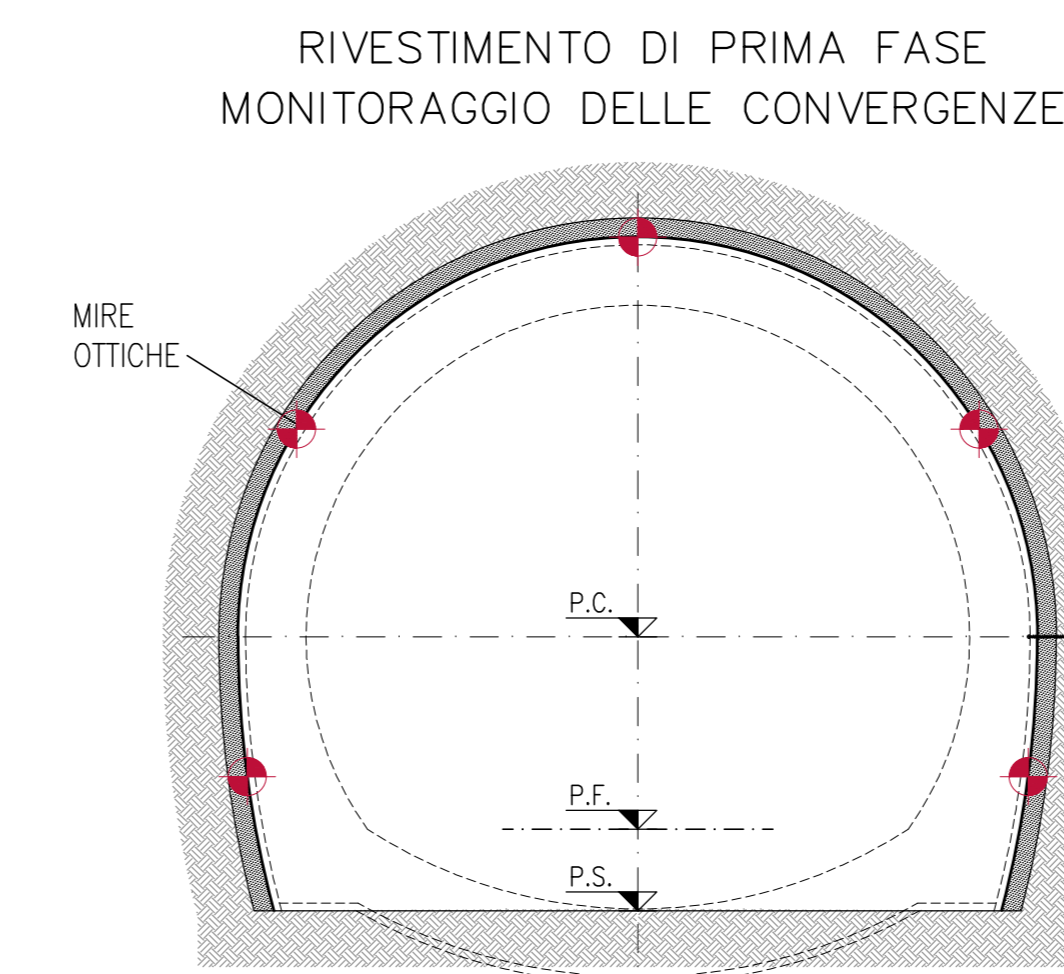 RIVESTIMENTO DI PRIMA FASE
MONITORAGGIO DELLE CONVERGENZE
MIRE
OTTICHE
P.C.
P.F.
P.S.